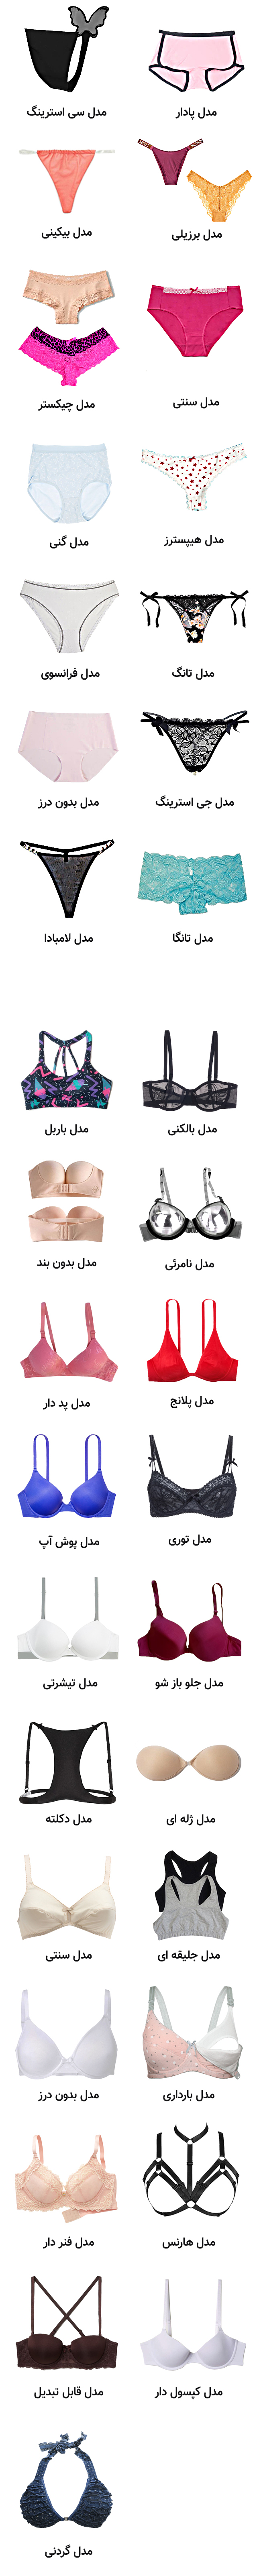 مدل پادار
مدل سی استرینگ
مدل برزیلی
مدل بیکینی
مدل سنتی
مدل چیکستر
مدل هیپسترز
مدل گنی
مدل تانگ
مدل فرانسوی
مدل جی استرینگ
مدل بدون درز
مدل تانگا
مدل لامبادا
مدل بالکنی
مدل باربل
مدل نامرئی
مدل بدون بند
مدل پلانج
مدل پد دار
مدل توری
مدل پوش آپ
مدل جلو باز شو
مدل تیشرتی
مدل ژله ای
مدل دکلته
مدل جلیقه ای
مدل سنتی
مدل بارداری
مدل بدون درز
مدل هارنس
مدل فنر دار
مدل کپسول دار
مدل قابل تبدیل
مدل گردنی